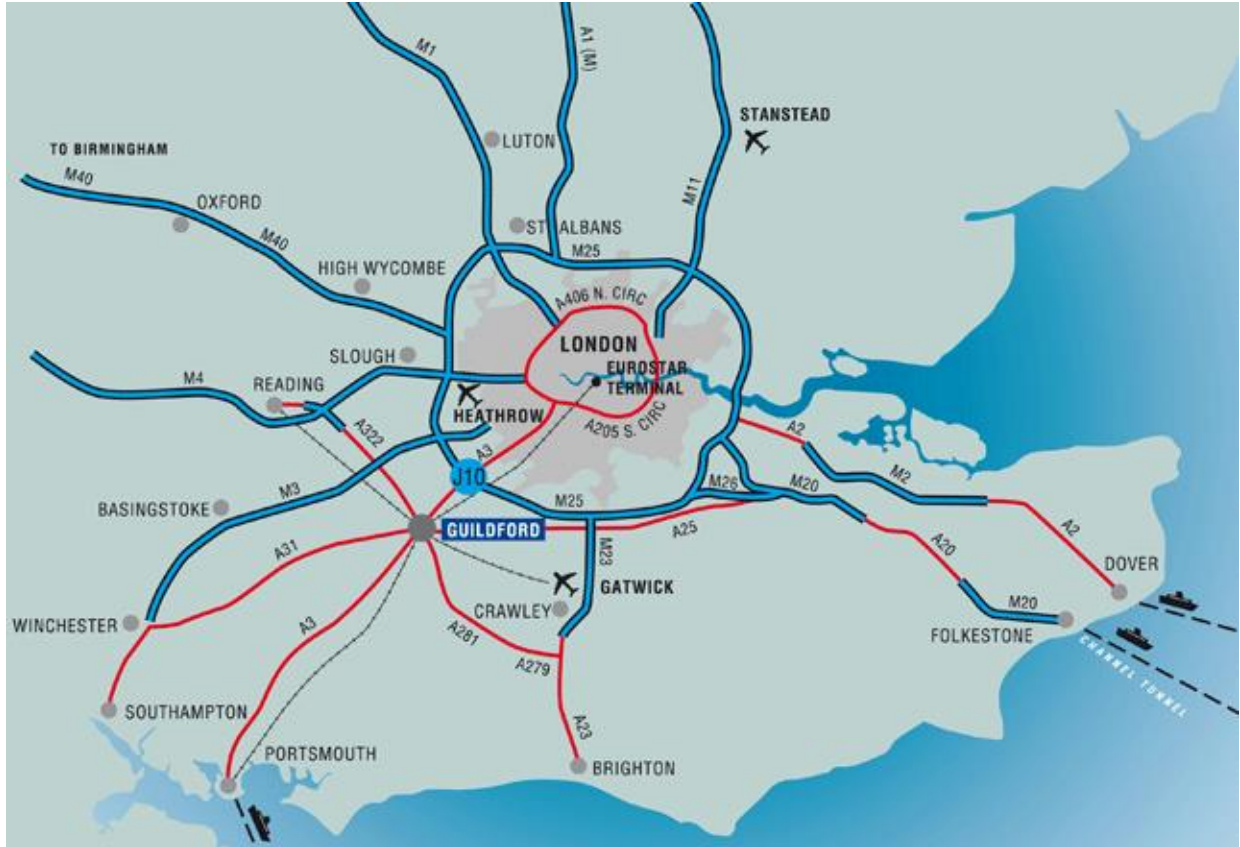 M1
A1 (M)
STANSTEAD
LUTON
TO BIRMINGHAM
M40
M11
OXFORD
ST ALBANS
M40
M25
HIGH WYCOMBE
A406 N. CIRC
LONDON
SLOUGH
EUROSTAR
TERMINAL
M4
READING
HEATHROW
A205 S. CIRC
A322
A3
A2
J10
M3
M25
M26
M20
M2
BASINGSTOKE
GUILDFORD
A25
A31
M23
A20
A2
DOVER
GATWICK
CRAWLEY
WINCHESTER
A3
A281
M20
FOLKESTONE
A279
CHANNEL TUNNEL
SOUTHAMPTON
A23
PORTSMOUTH
BRIGHTON